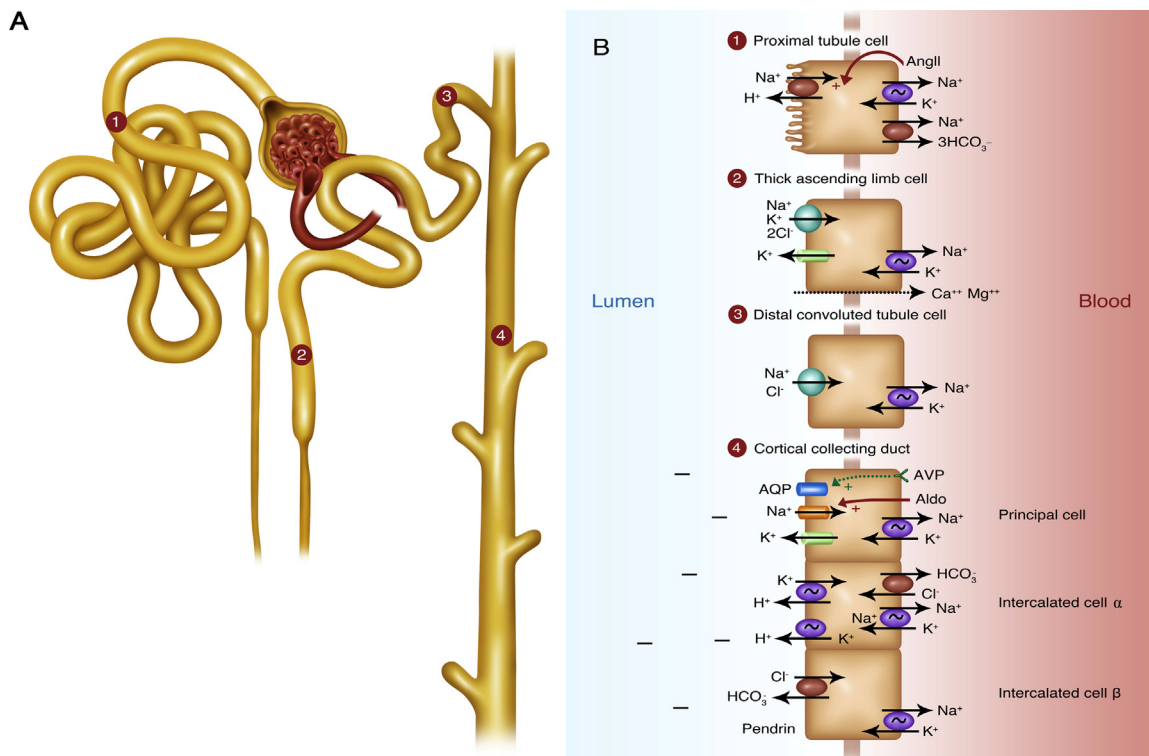 A
1
2
3
4
B
1 Proximal tubule cell
AngII
Na⁺
H⁺
+
Na⁺
K⁺
Na⁺
3HCO₃⁻
2 Thick ascending limb cell
Na⁺
K⁺
2Cl⁻
K⁺
Na⁺
K⁺
Ca⁺⁺ Mg⁺⁺
Lumen
Blood
3 Distal convoluted tubule cell
Na⁺
Cl⁻
Na⁺
K⁺
4 Cortical collecting duct
AVP
AQP
+
Aldo
Na⁺
+
Na⁺
K⁺
K⁺
Principal cell
K⁺
HCO₃⁻
H⁺
Cl⁻
Na⁺
Na⁺
H⁺
K⁺
K⁺
Intercalated cell α
Cl⁻
HCO₃⁻
Pendrin
Na⁺
K⁺
Intercalated cell β